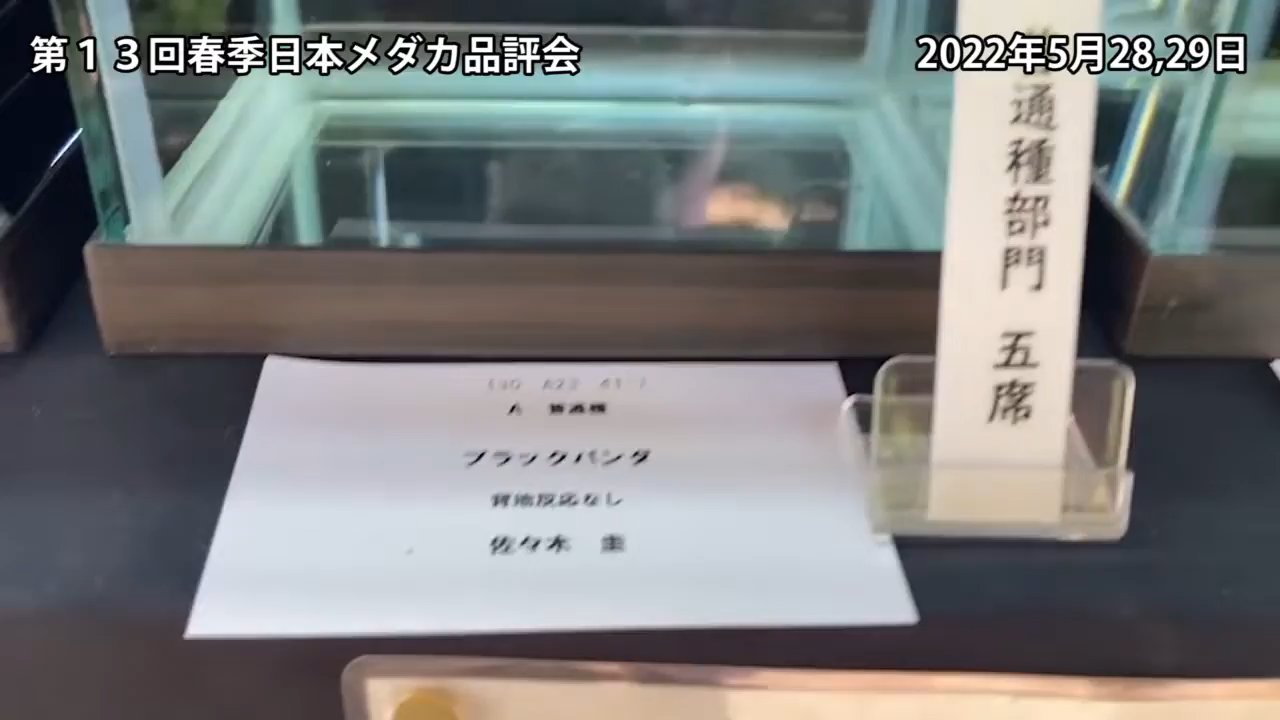 第１３回春季日本メダカ品評会
2022年5月28,29日
通種部門 五席
A 普通種
ブラックパンダ
背地反応なし
佐々木 圭